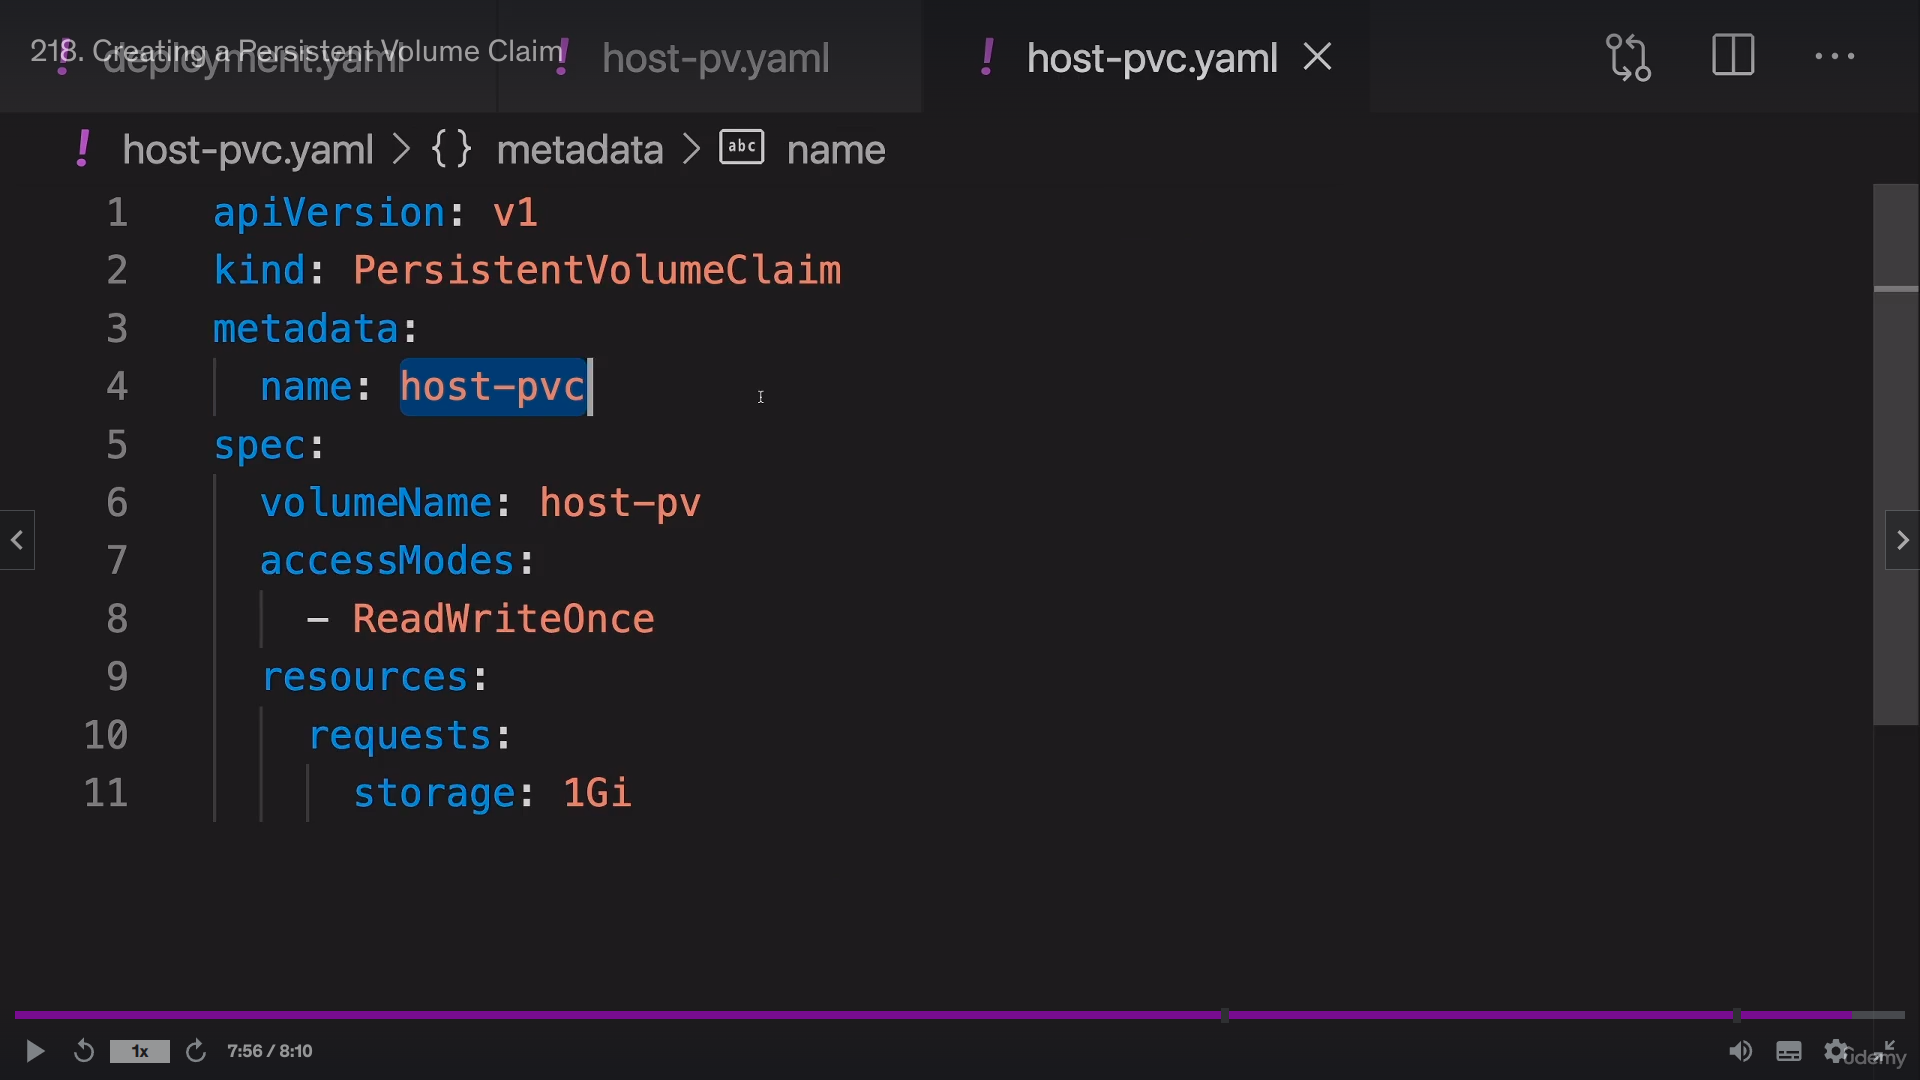 218. Creating a Persistent Volume Claim
! deployment.yaml ! host-pv.yaml ! host-pvc.yaml
! host-pvc.yaml > {} metadata > abc name
1 apiVersion: v1
2 kind: PersistentVolumeClaim
3 metadata:
4 name: host-pvc
5 spec:
6 volumeName: host-pv
7 accessModes:
8 - ReadWriteOnce
9 resources:
10 requests:
11 storage: 1Gi
1x 7:56 / 8:10
udemy